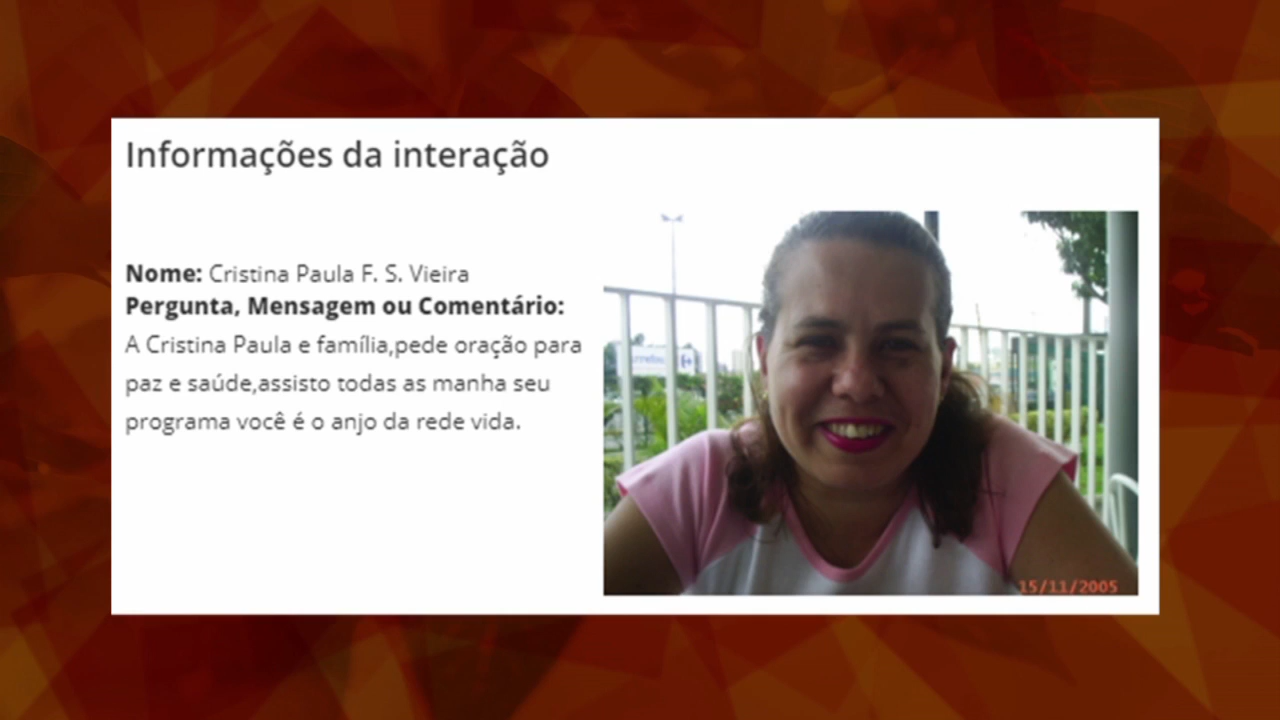 Informações da interação
Nome: Cristina Paula F. S. Vieira
Pergunta, Mensagem ou Comentário:
A Cristina Paula e família,pede oração para
paz e saúde,assisto todas as manha seu
programa você é o anjo da rede vida.
15/11/2005